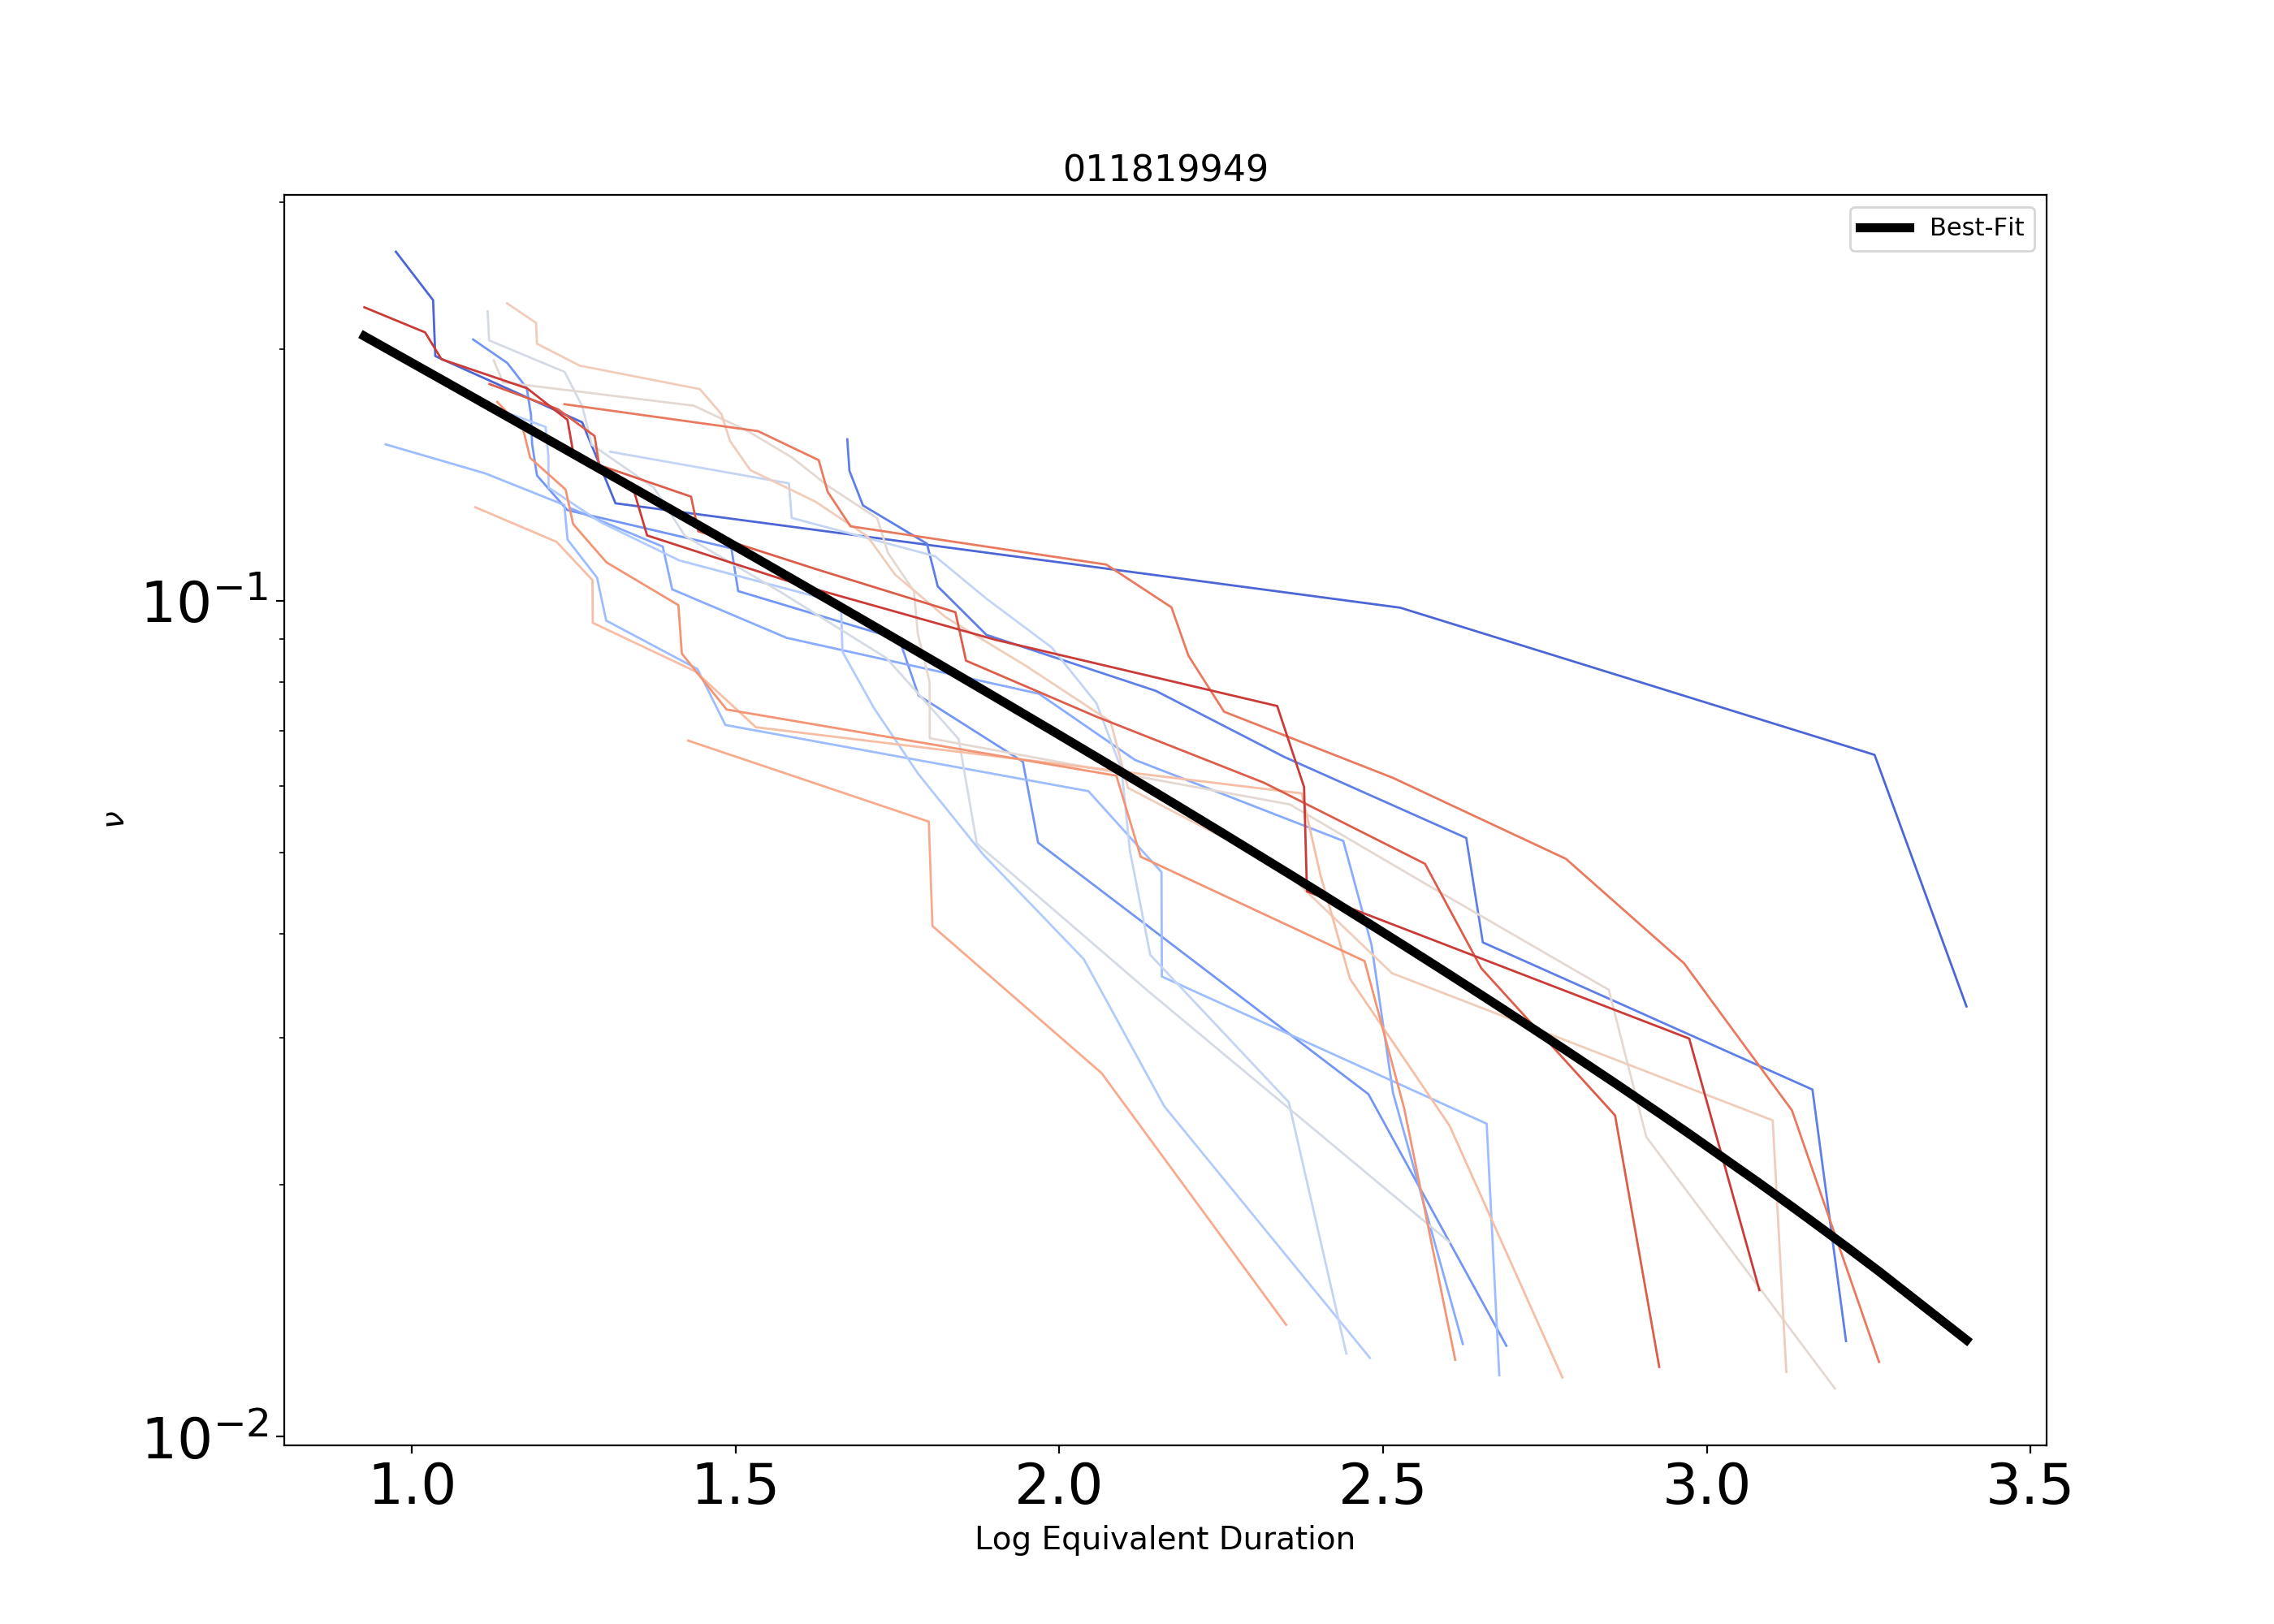 011819949
Best-Fit
10⁻¹
ν
10⁻²
1.0 1.5 2.0 2.5 3.0 3.5
Log Equivalent Duration